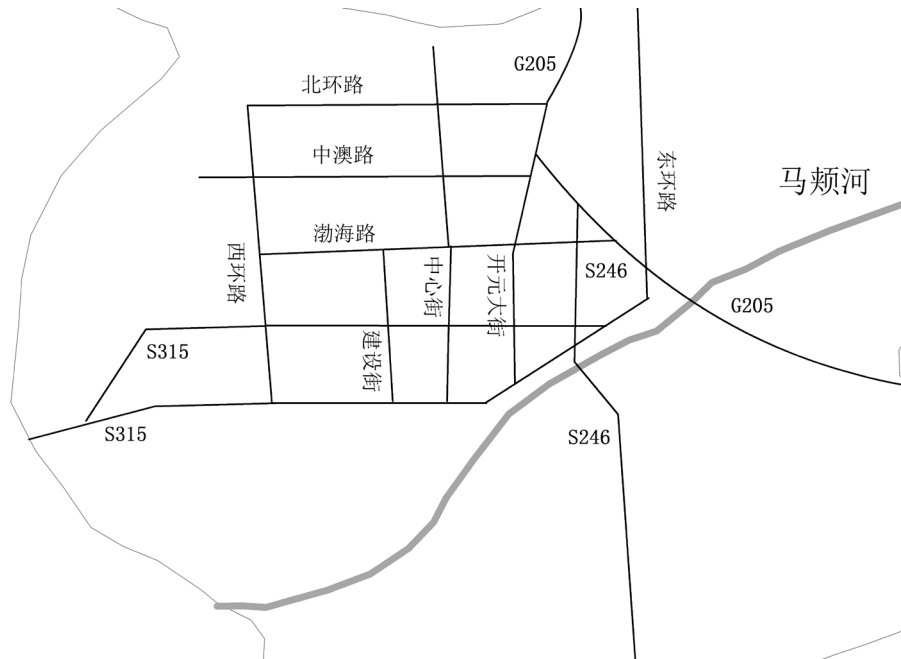 G205
北环路
中澳路
东环路
马颊河
渤海路
西环路
中心街
开元大街
S246
G205
建设街
S315
S315
S246